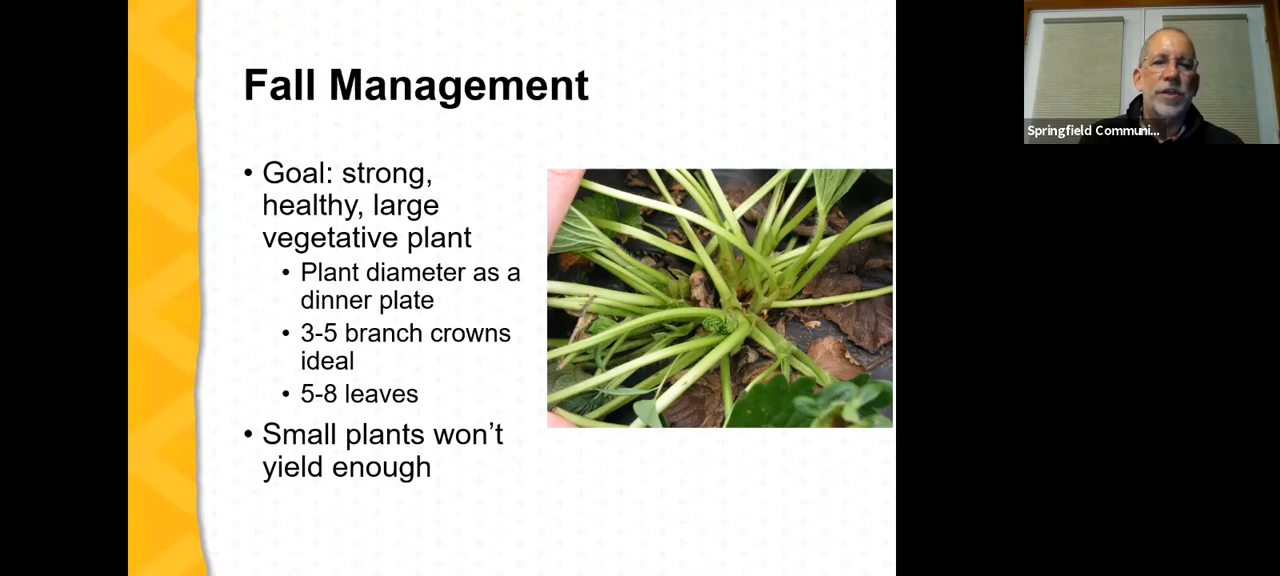 Fall Management
• Goal: strong,
healthy, large
vegetative plant
• Plant diameter as a
dinner plate
• 3-5 branch crowns
ideal
• 5-8 leaves
• Small plants won’t
yield enough
Springfield Communi...